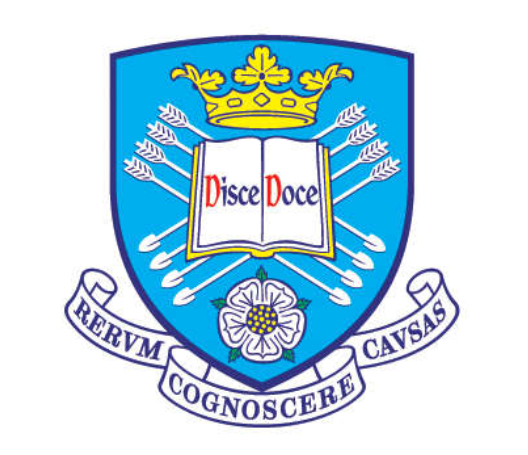 Disce Doce
RERVM
COGNOSCERE
CAVSAS